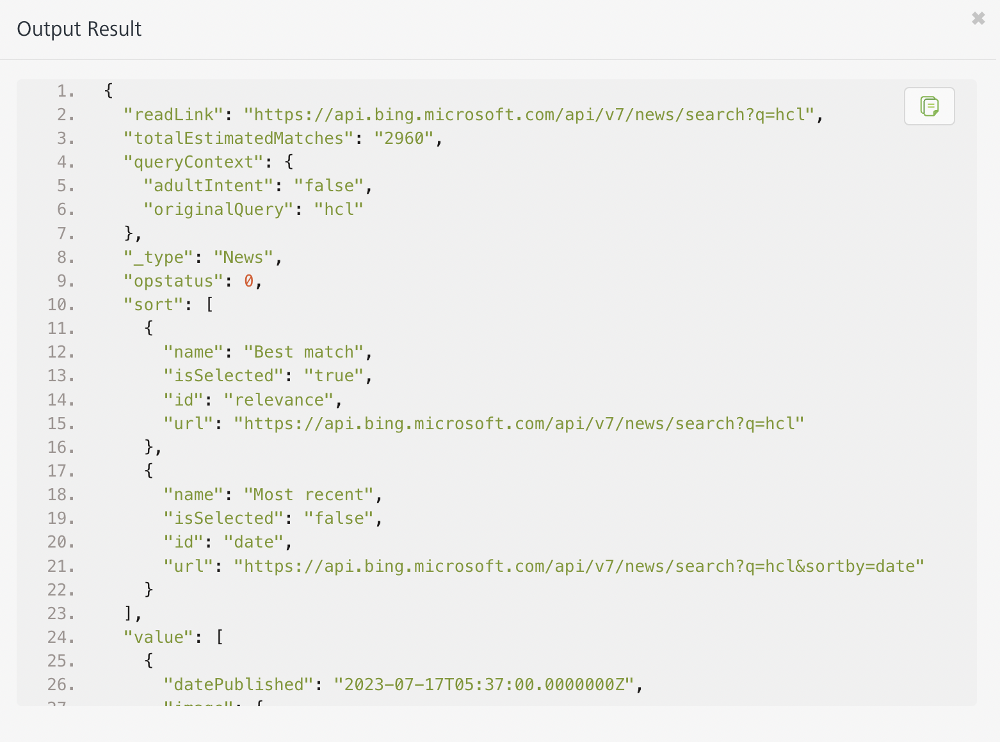 Output Result
1. {
2. "readLink": "https://api.bing.microsoft.com/api/v7/news/search?q=hcl",
3. "totalEstimatedMatches": "2960",
4. "queryContext": {
5. "adultIntent": "false",
6. "originalQuery": "hcl"
7. },
8. "_type": "News",
9. "opstatus": 0,
10. "sort": [
11. {
12. "name": "Best match",
13. "isSelected": "true",
14. "id": "relevance",
15. "url": "https://api.bing.microsoft.com/api/v7/news/search?q=hcl"
16. },
17. {
18. "name": "Most recent",
19. "isSelected": "false",
20. "id": "date",
21. "url": "https://api.bing.microsoft.com/api/v7/news/search?q=hcl&sortby=date"
22. }
23. ],
24. "value": [
25. {
26. "datePublished": "2023-07-17T05:37:00.0000000Z",
27. "image": {